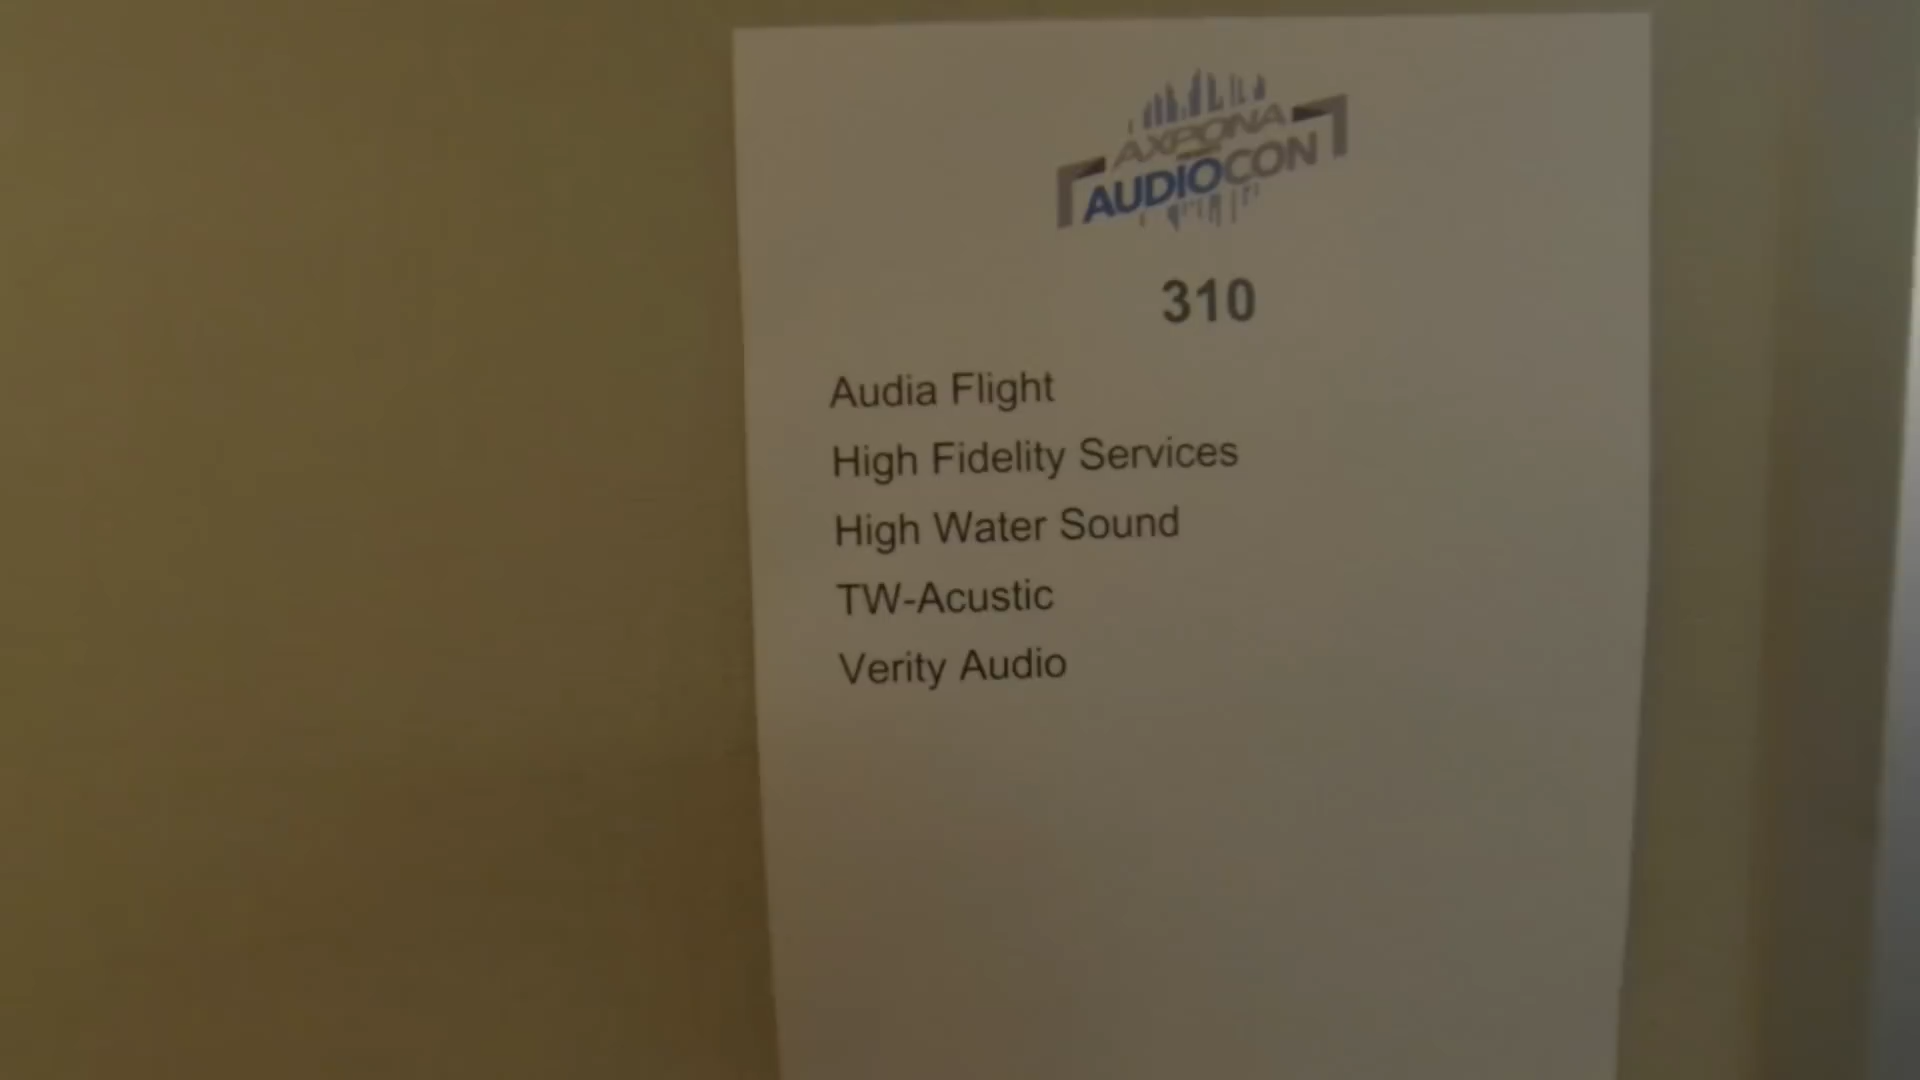 AXPONA
AUDIOCON
310
Audia Flight
High Fidelity Services
High Water Sound
TW-Acustic
Verity Audio